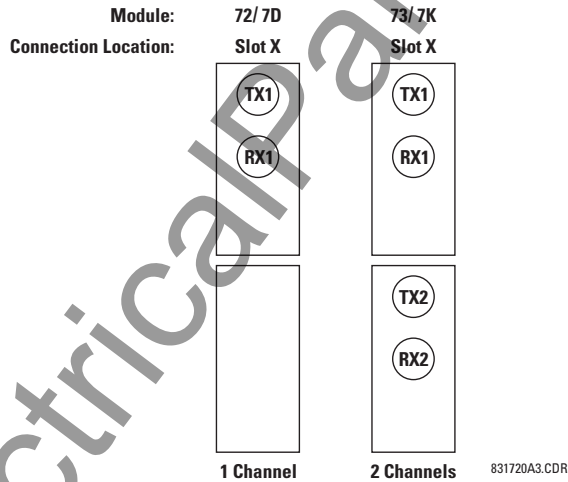 Module: 72/ 7D 73/ 7K
Connection Location: Slot X Slot X
TX1 TX1
RX1 RX1
TX2
RX2
1 Channel 2 Channels 831720A3.CDR
ctricalPa